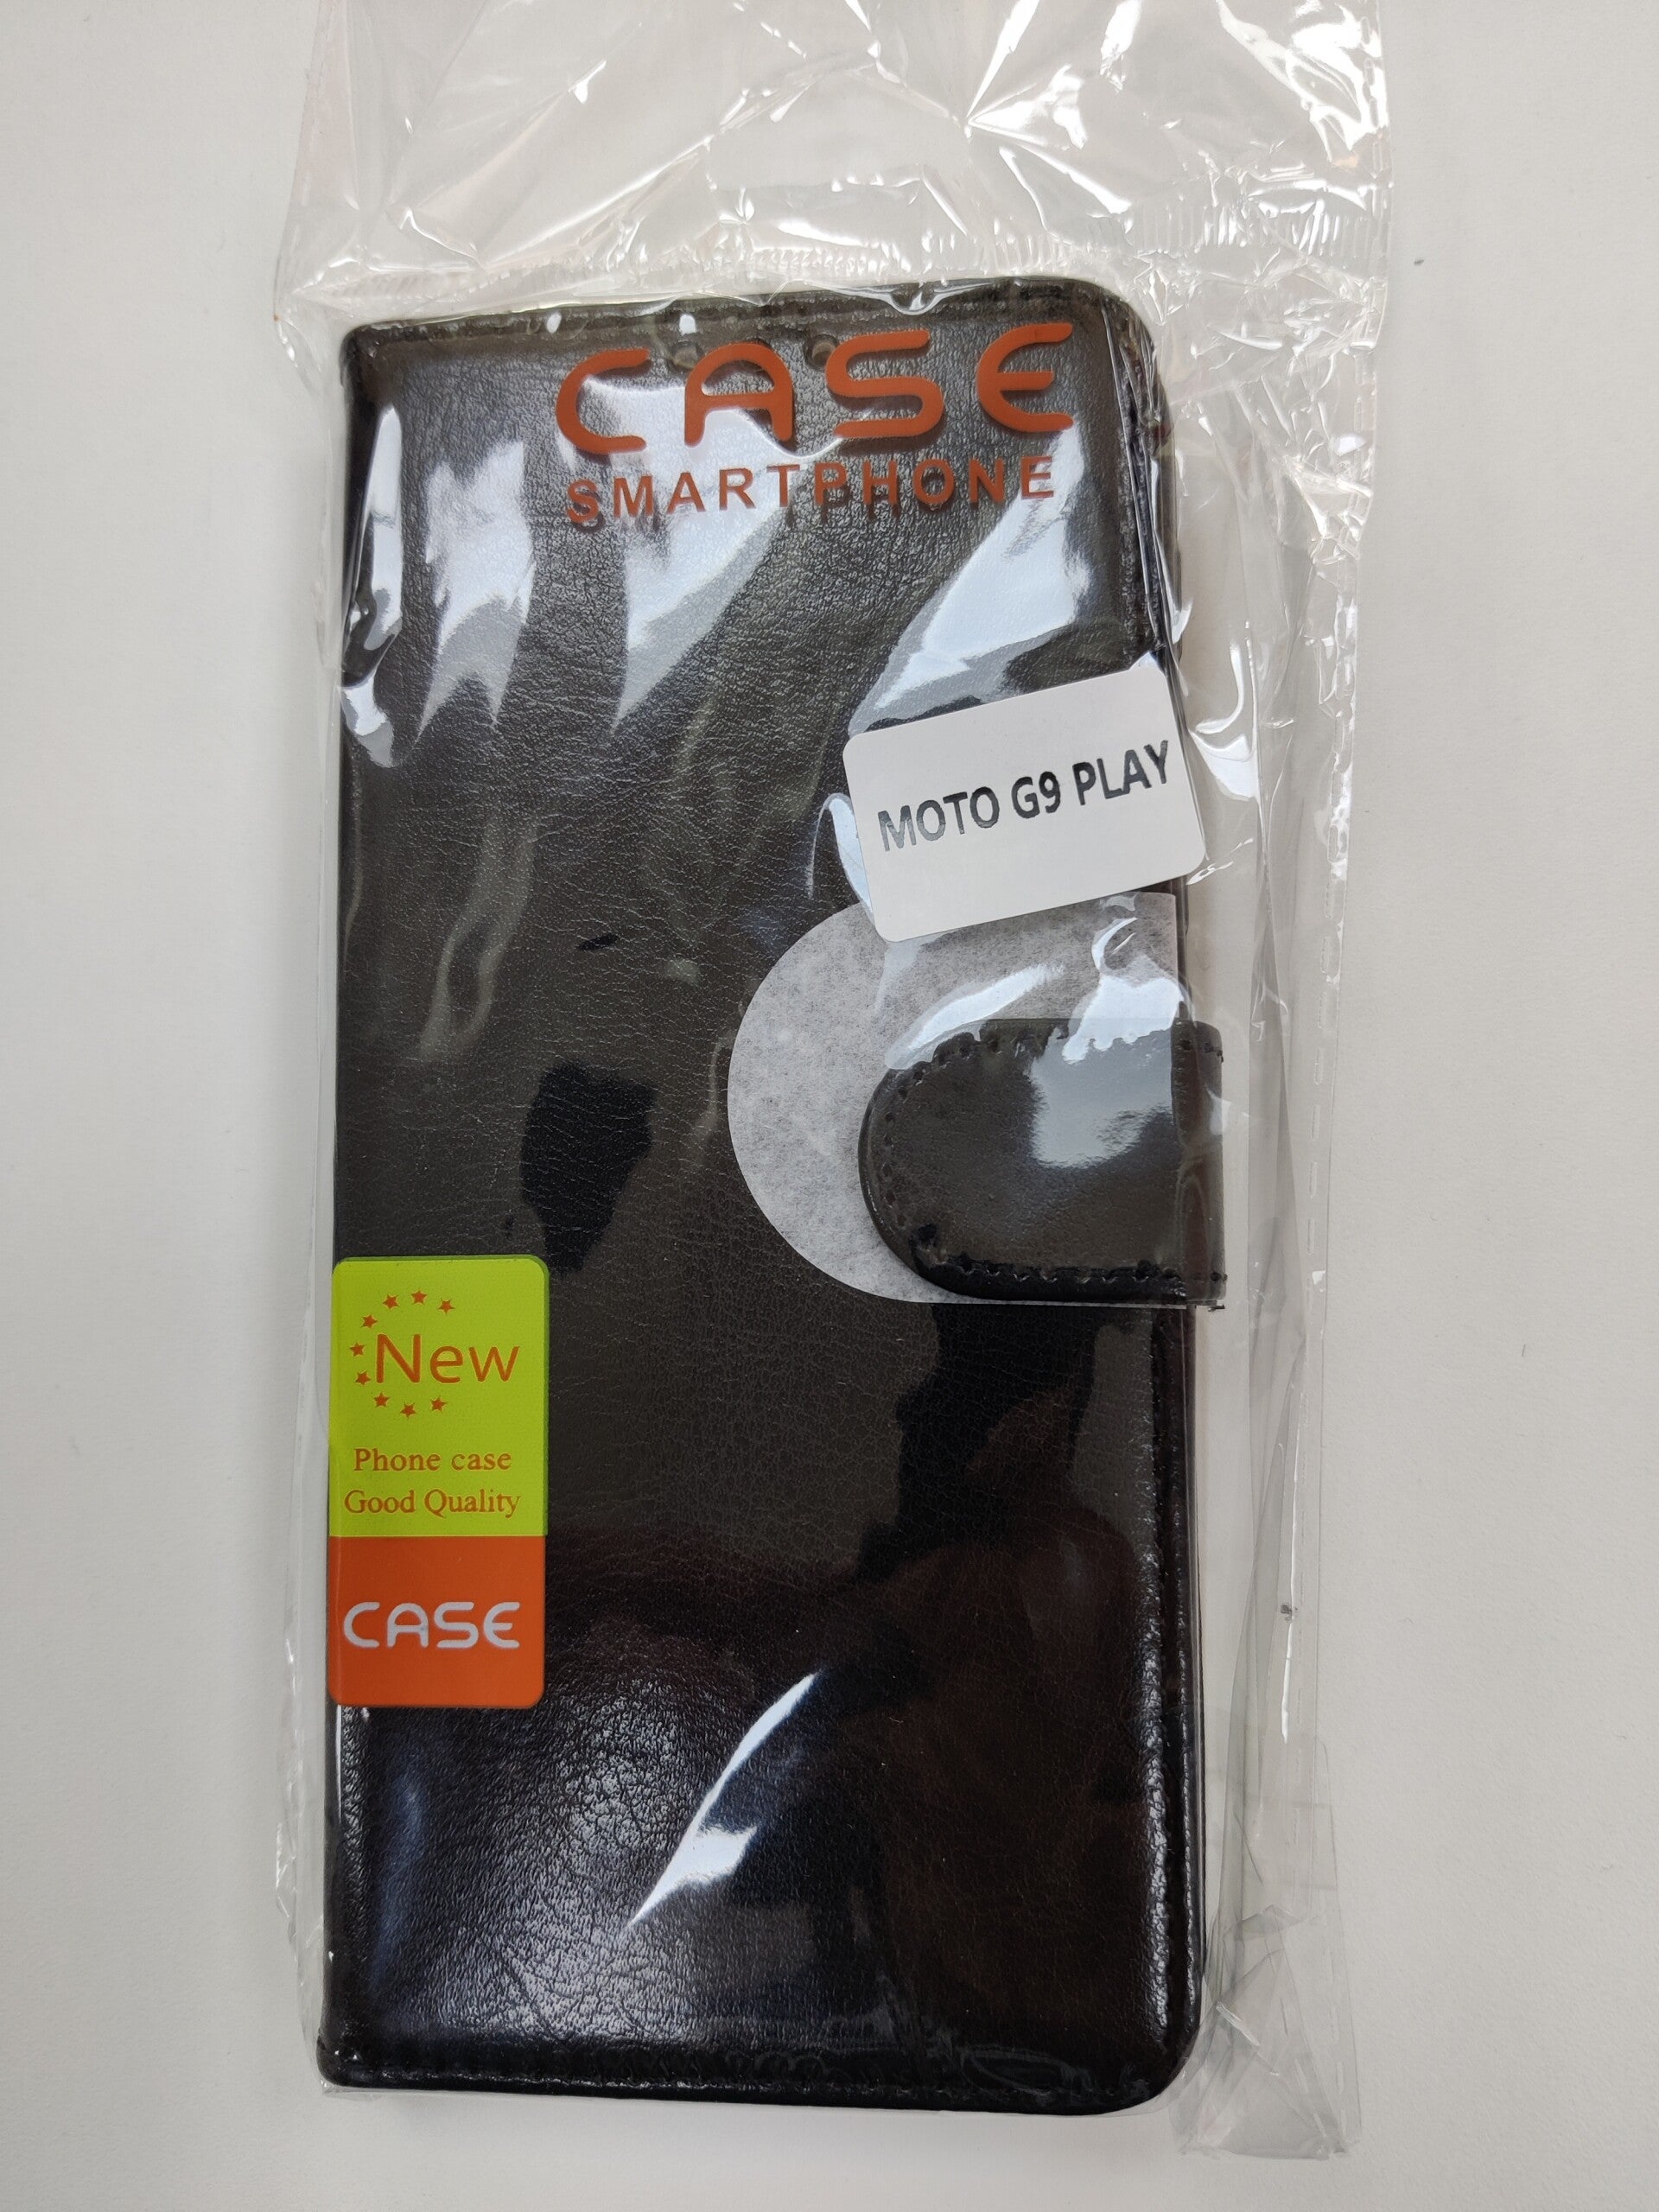 CASE
SMARTPHONE
MOTO G9 PLAY
New
Phone case
Good Quality
CASE